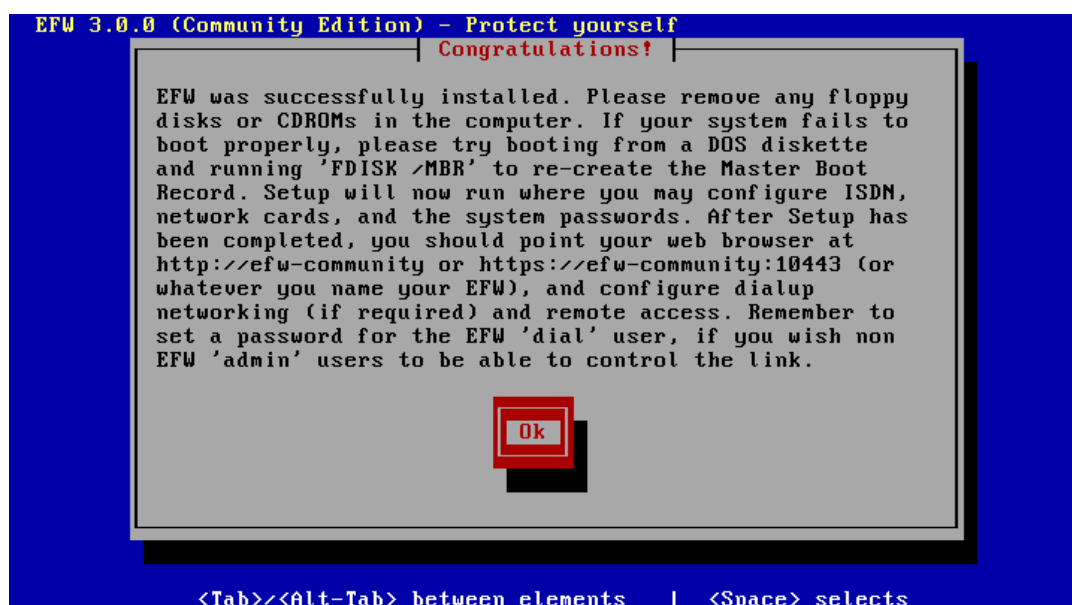 EFW 3.0.0 (Community Edition) - Protect yourself
Congratulations!
EFW was successfully installed. Please remove any floppy
disks or CDROMs in the computer. If your system fails to
boot properly, please try booting from a DOS diskette
and running 'FDISK /MBR' to re-create the Master Boot
Record. Setup will now run where you may configure ISDN,
network cards, and the system passwords. After Setup has
been completed, you should point your web browser at
http://efw-community or https://efw-community:10443 (or
whatever you name your EFW), and configure dialup
networking (if required) and remote access. Remember to
set a password for the EFW 'dial' user, if you wish non
EFW 'admin' users to be able to control the link.
Ok
<Tab>/<Alt-Tab> between elements | <Space> selects